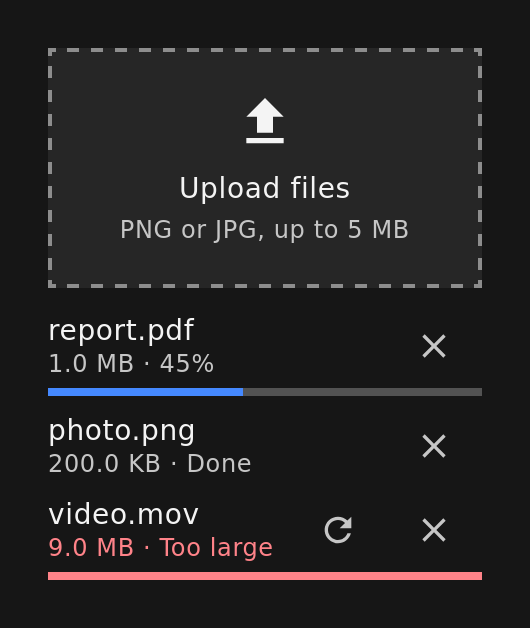 Upload files
PNG or JPG, up to 5 MB
report.pdf
1.0 MB · 45%
photo.png
200.0 KB · Done
video.mov
9.0 MB · Too large